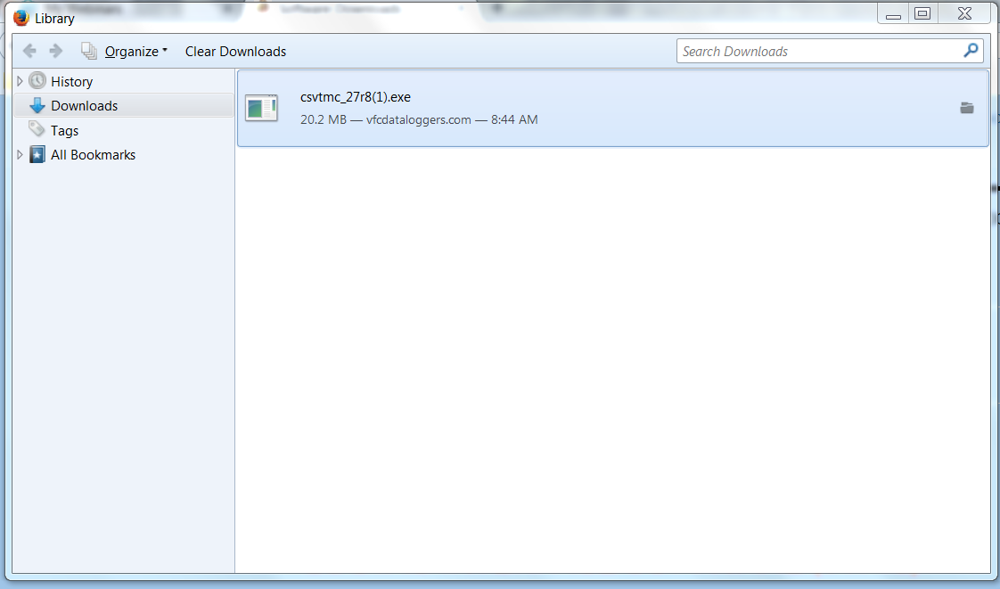 Library
Organize
Clear Downloads
Search Downloads
History
Downloads
Tags
All Bookmarks
csvtmc_27r8(1).exe
20.2 MB — vfcdataloggers.com — 8:44 AM